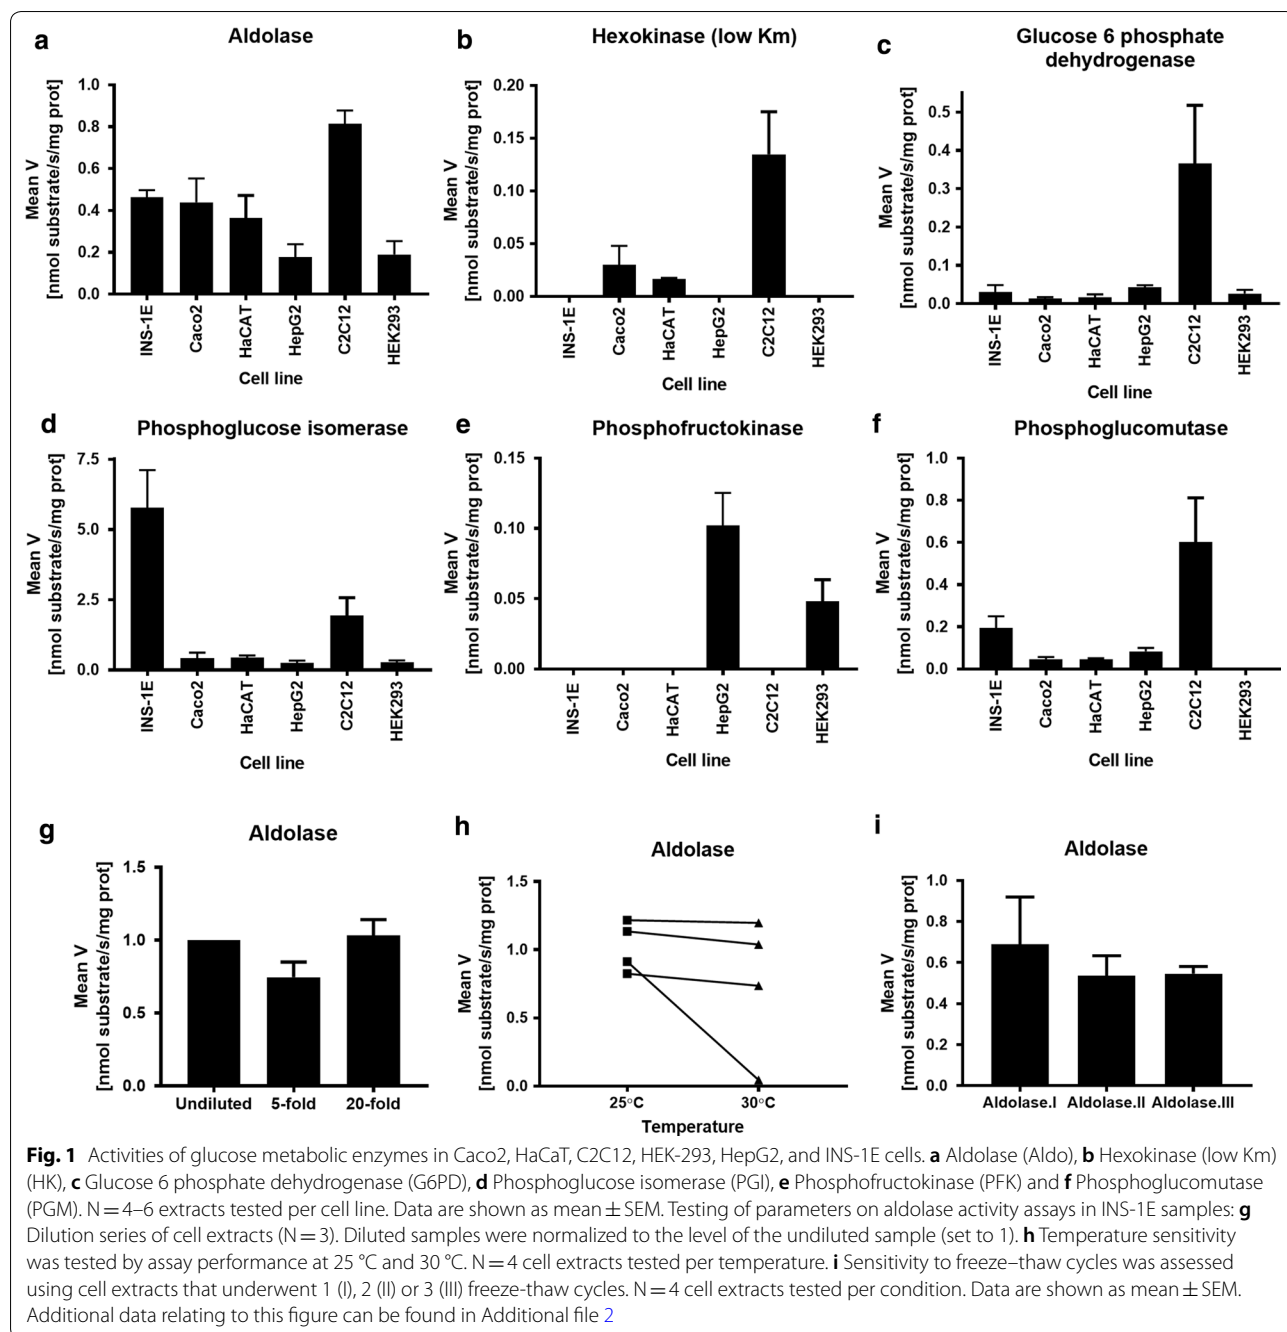 a
Aldolase
Mean V
[nmol substrate/s/mg prot]
1.0
0.8
0.6
0.4
0.2
0.0
INS-1E
Caco2
HaCAT
HepG2
C2C12
HEK293
Cell line
b
Hexokinase (low Km)
Mean V
[nmol substrate/s/mg prot]
0.20
0.15
0.10
0.05
0.00
INS-1E
Caco2
HaCAT
HepG2
C2C12
HEK293
Cell line
c
Glucose 6 phosphate
dehydrogenase
Mean V
[nmol substrate/s/mg prot]
0.5
0.4
0.3
0.2
0.1
0.0
INS-1E
Caco2
HaCAT
HepG2
C2C12
HEK293
Cell line
d
Phosphoglucose isomerase
Mean V
[nmol substrate/s/mg prot]
7.5
5.0
2.5
0.0
INS-1E
Caco2
HaCAT
HepG2
C2C12
HEK293
Cell line
e
Phosphofructokinase
Mean V
[nmol substrate/s/mg prot]
0.15
0.10
0.05
0.00
INS-1E
Caco2
HaCAT
HepG2
C2C12
HEK293
Cell line
f
Phosphoglucomutase
Mean V
[nmol substrate/s/mg prot]
1.0
0.8
0.6
0.4
0.2
0.0
INS-1E
Caco2
HaCAT
HepG2
C2C12
HEK293
Cell line
g
Aldolase
Mean V
[nmol substrate/s/mg prot]
1.5
1.0
0.5
0.0
Undiluted 5-fold 20-fold
h
Aldolase
Mean V
[nmol substrate/s/mg prot]
1.5
1.0
0.5
0.0
25°C 30°C
Temperature
i
Aldolase
Mean V
[nmol substrate/s/mg prot]
1.0
0.8
0.6
0.4
0.2
0.0
Aldolase.I Aldolase.II Aldolase.III
Fig. 1 Activities of glucose metabolic enzymes in Caco2, HaCaT, C2C12, HEK-293, HepG2, and INS-1E cells. a Aldolase (Aldo), b Hexokinase (low Km)
(HK), c Glucose 6 phosphate dehydrogenase (G6PD), d Phosphoglucose isomerase (PGI), e Phosphofructokinase (PFK) and f Phosphoglucomutase
(PGM). N = 4–6 extracts tested per cell line. Data are shown as mean ± SEM. Testing of parameters on aldolase activity assays in INS-1E samples: g
Dilution series of cell extracts (N = 3). Diluted samples were normalized to the level of the undiluted sample (set to 1). h Temperature sensitivity
was tested by assay performance at 25 °C and 30 °C. N = 4 cell extracts tested per temperature. i Sensitivity to freeze–thaw cycles was assessed
using cell extracts that underwent 1 (I), 2 (II) or 3 (III) freeze-thaw cycles. N = 4 cell extracts tested per condition. Data are shown as mean ± SEM.
Additional data relating to this figure can be found in Additional file 2